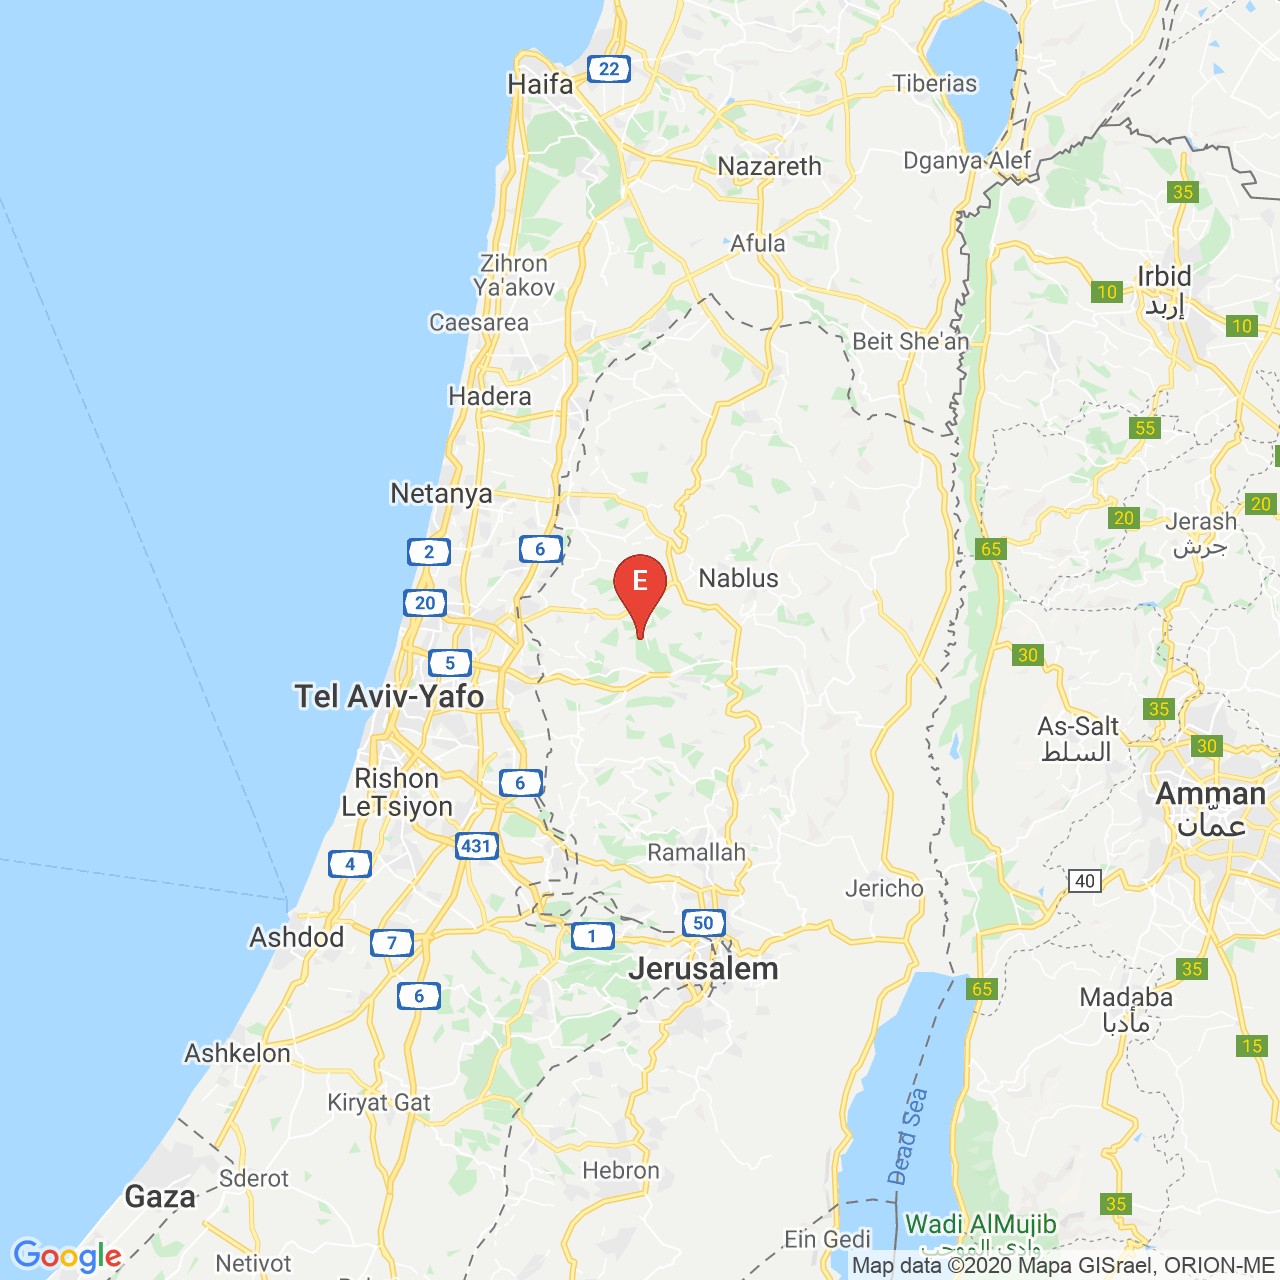 Haifa
22
Tiberias
Nazareth
Dganya Alef
35
Afula
Zihron
Ya'akov
Irbid
إربد
10
Caesarea
10
Beit She'an
Hadera
55
Netanya
20
20
Jerash
جرش
2
6
65
E
Nablus
20
5
30
Tel Aviv-Yafo
35
As-Salt
السلط
30
Rishon
LeTsiyon
6
Amman
عمّان
431
4
Ramallah
40
Jericho
50
Ashdod
7
1
Jerusalem
35
6
65
Madaba
مادبا
15
Ashkelon
Kiryat Gat
Dead Sea
Hebron
Sderot
Gaza
35
Wadi AlMujib
وادي الموجب
Ein Gedi
Netivot
Google
Map data ©2020 Mapa GISrael, ORION-ME